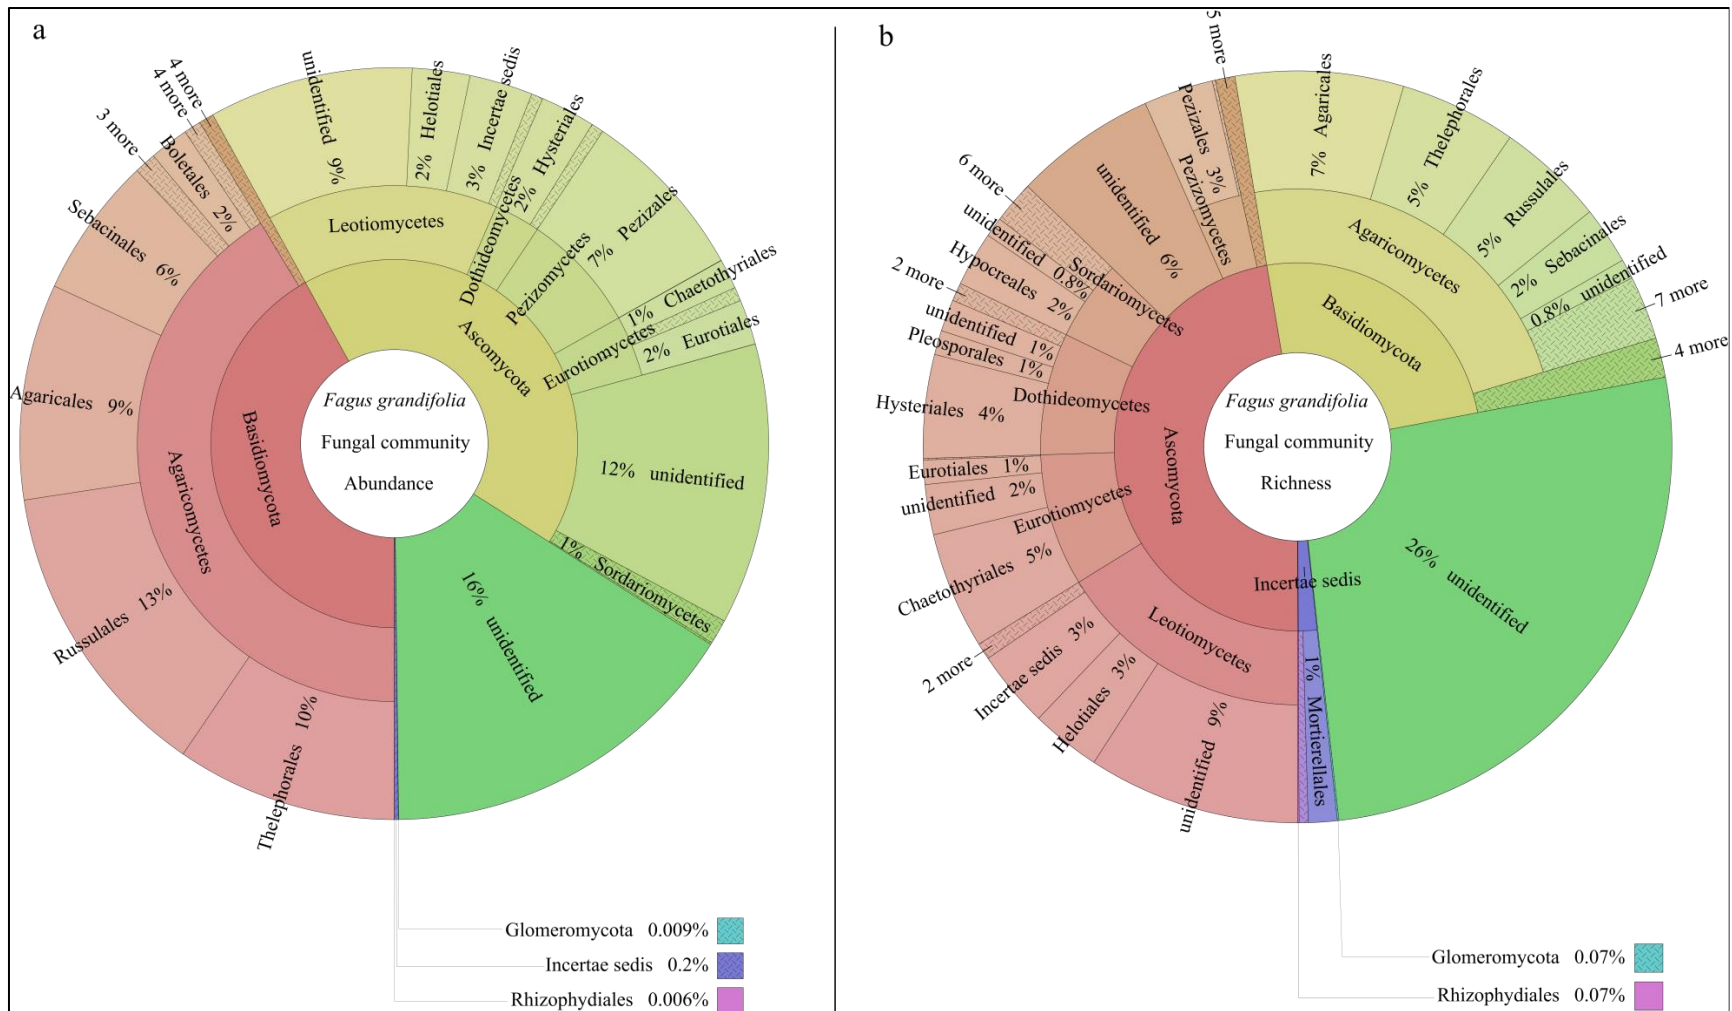 a
Fagus grandifolia
Fungal community
Abundance
Basidiomycota
Agaricomycetes
Thelephorales 10%
Russulales 13%
Agaricales 9%
Sebacinales 6%
3 more
Boletales 2%
4 more
4 more
Ascomycota
Leotiomycetes
unidentified 9%
2% Helotiales
3% Incertae sedis
Dothideomycetes
2% Hysteriales
Pezizomycetes
7% Pezizales
Eurotiomycetes
1% Chaetothyriales
2% Eurotiales
12% unidentified
1% Sordariomycetes
16% unidentified
Glomeromycota 0.009%
Incertae sedis 0.2%
Rhizophydiales 0.006%
b
Fagus grandifolia
Fungal community
Richness
Ascomycota
Leotiomycetes
unidentified 9%
Helotiales 3%
Incertae sedis 3%
2 more
Eurotiomycetes
Chaetothyriales 5%
unidentified 2%
Eurotiales 1%
Dothideomycetes
Hysteriales 4%
Pleosporales 1%
unidentified 1%
2 more
Sordariomycetes
Hypocreales 2%
unidentified 0.8%
6 more
unidentified 6%
Pezizomycetes
Pezizales 3%
5 more
Basidiomycota
Agaricomycetes
7% Agaricales
5% Thelephorales
5% Russulales
2% Sebacinales
0.8% unidentified
7 more
4 more
26% unidentified
Incertae sedis
1% Mortierellales
Glomeromycota 0.07%
Rhizophydiales 0.07%